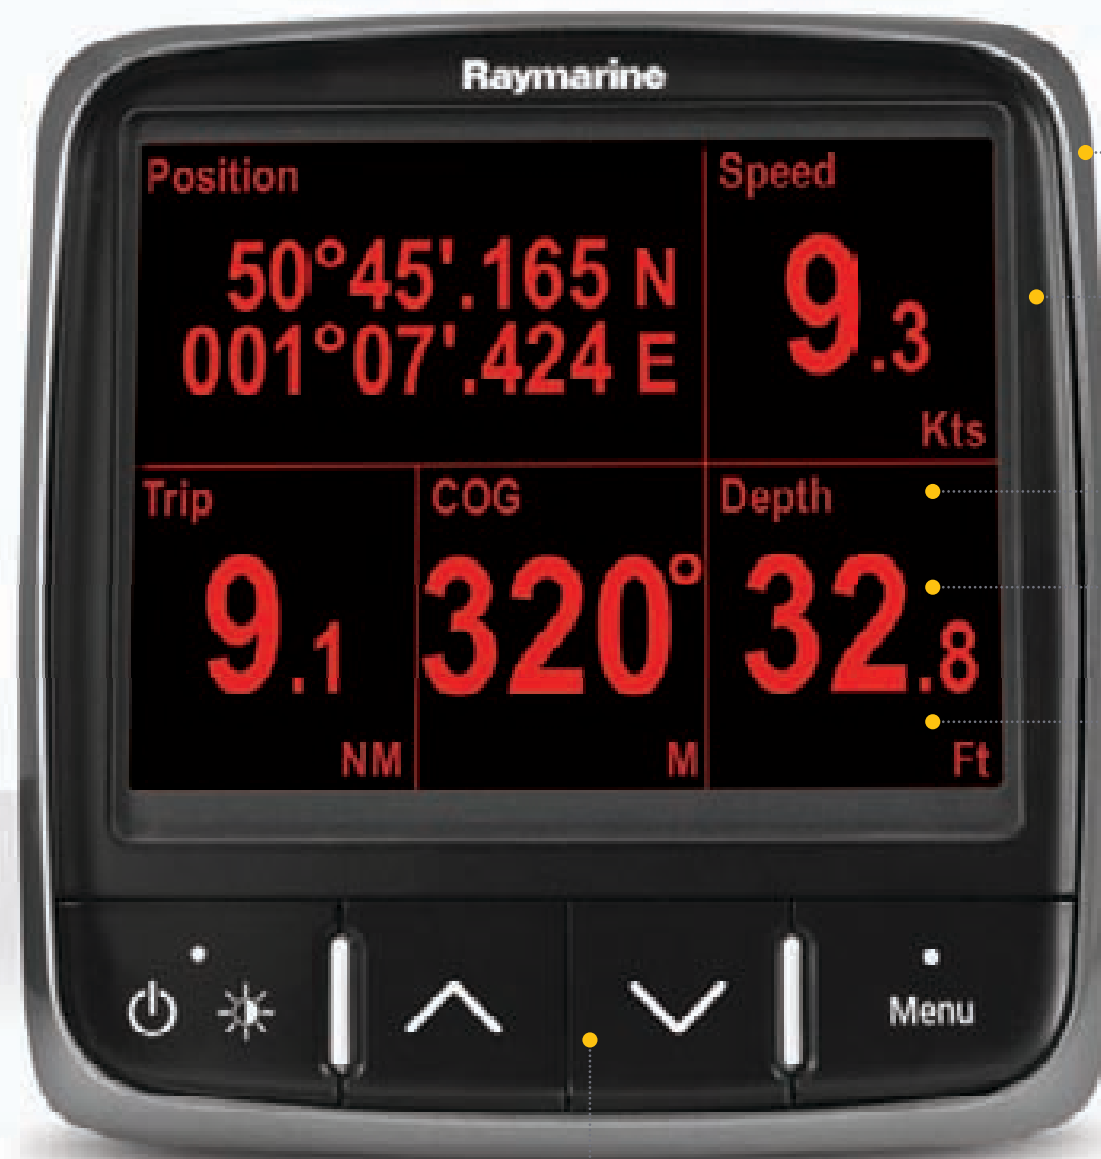 Raymarine
Position
50°45'.165 N
001°07'.424 E
Speed
9.3
Kts
Trip
9.1
NM
COG
320°
M
Depth
32.8
Ft
Menu